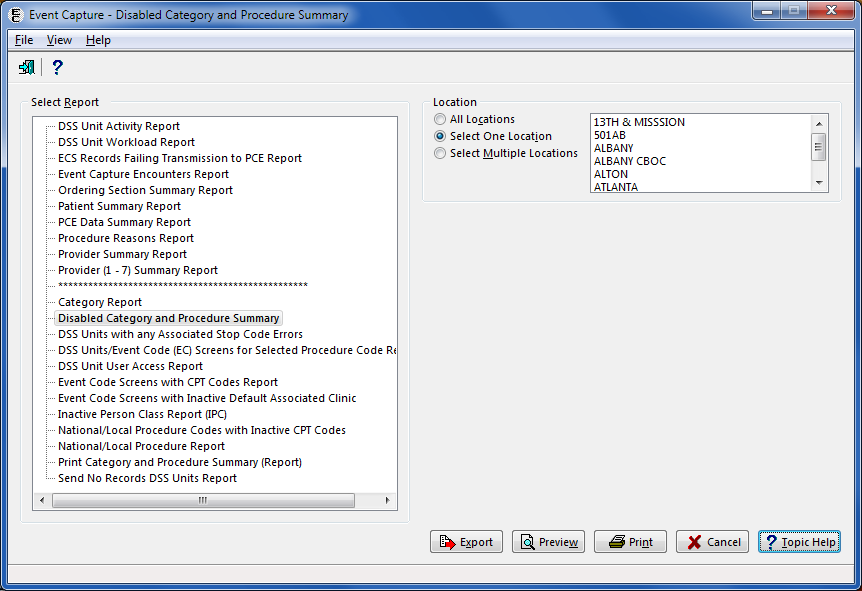 Event Capture - Disabled Category and Procedure Summary
File View Help
Select Report
DSS Unit Activity Report
DSS Unit Workload Report
ECS Records Failing Transmission to PCE Report
Event Capture Encounters Report
Ordering Section Summary Report
Patient Summary Report
PCE Data Summary Report
Procedure Reasons Report
Provider Summary Report
Provider (1 - 7) Summary Report
**************************************************
Category Report
Disabled Category and Procedure Summary
DSS Units with any Associated Stop Code Errors
DSS Units/Event Code (EC) Screens for Selected Procedure Code Re
DSS Unit User Access Report
Event Code Screens with CPT Codes Report
Event Code Screens with Inactive Default Associated Clinic
Inactive Person Class Report (IPC)
National/Local Procedure Codes with Inactive CPT Codes
National/Local Procedure Report
Print Category and Procedure Summary (Report)
Send No Records DSS Units Report
Location
All Locations
Select One Location
Select Multiple Locations
13TH & MISSSION
501AB
ALBANY
ALBANY CBOC
ALTON
ATLANTA
Export Preview Print Cancel Topic Help